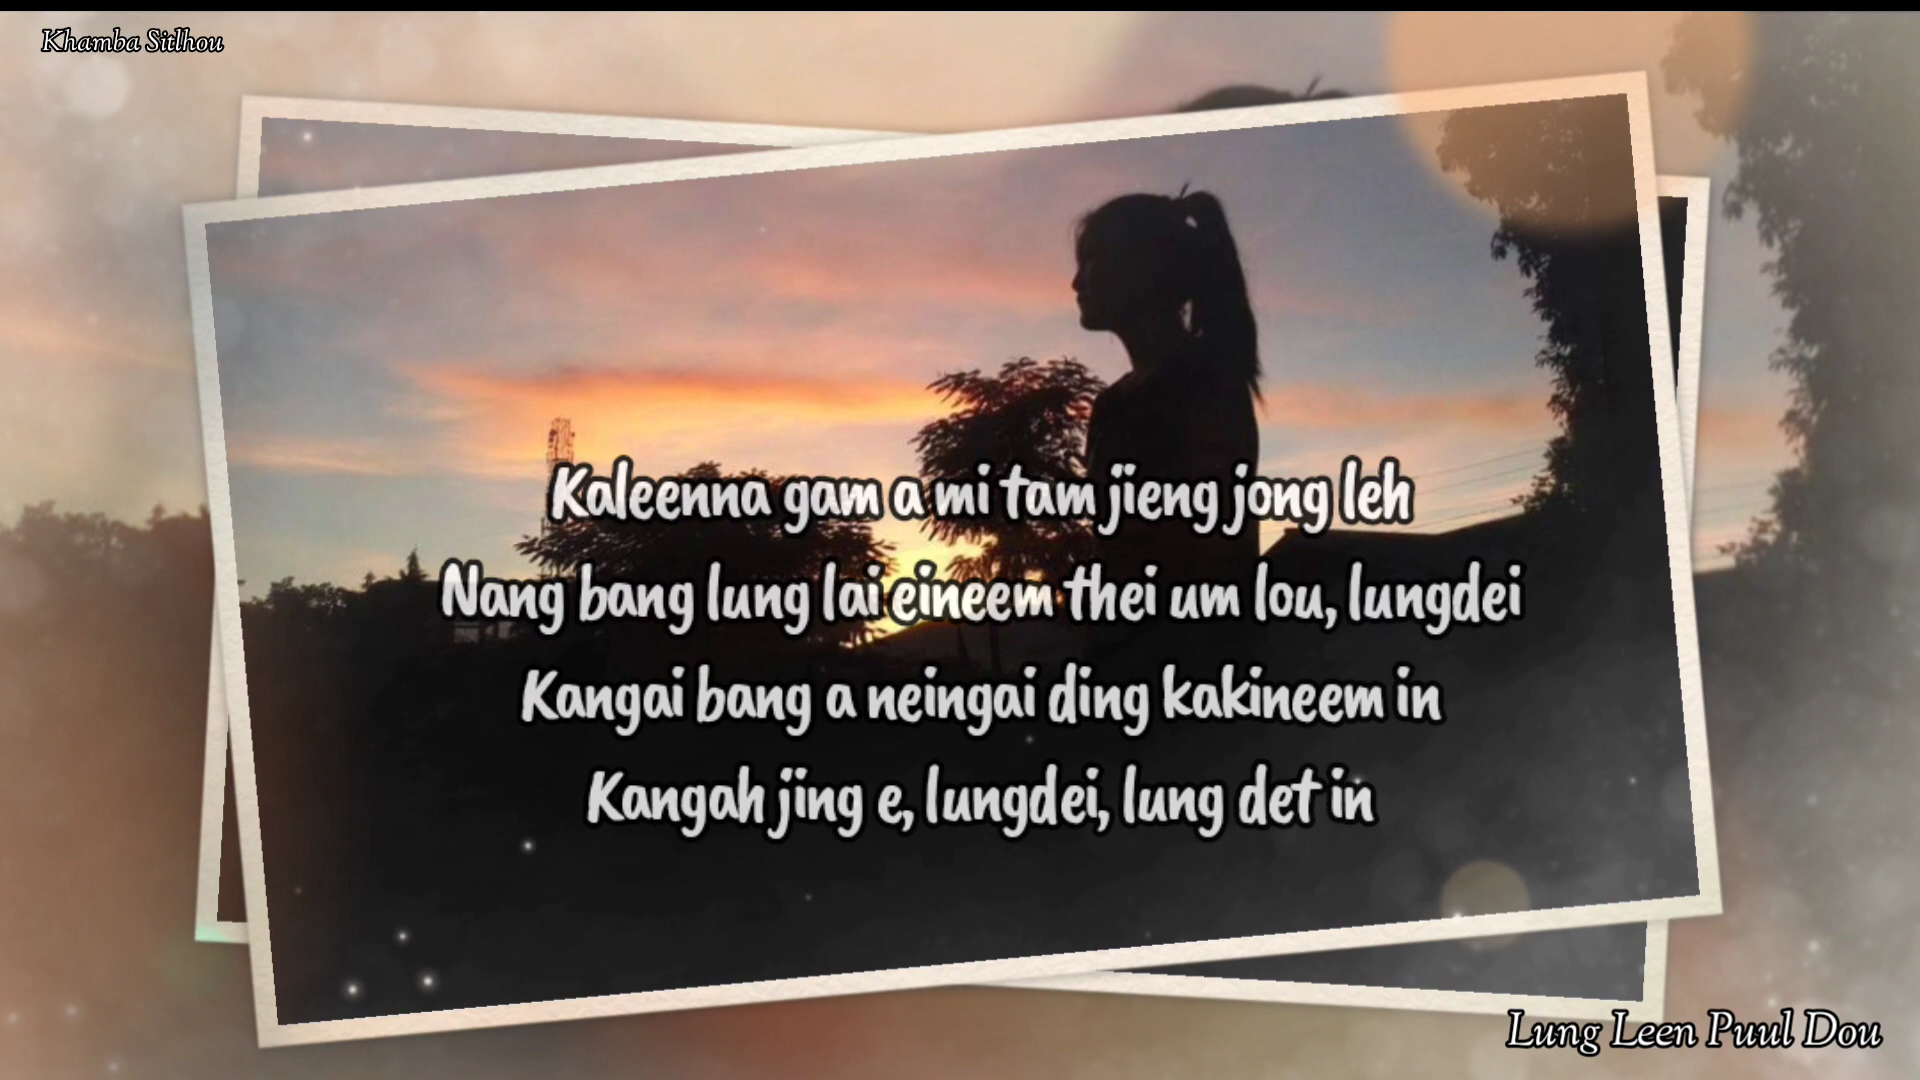 Khamba Sitlhou
Kaleenna gam a mi tam jieng jong leh
Nang bang lung lai eineem thei um lou, lungdei
Kangai bang a neingai ding kakineem in
Kangah jing e, lungdei, lung det in
Lung Leen Puul Dou